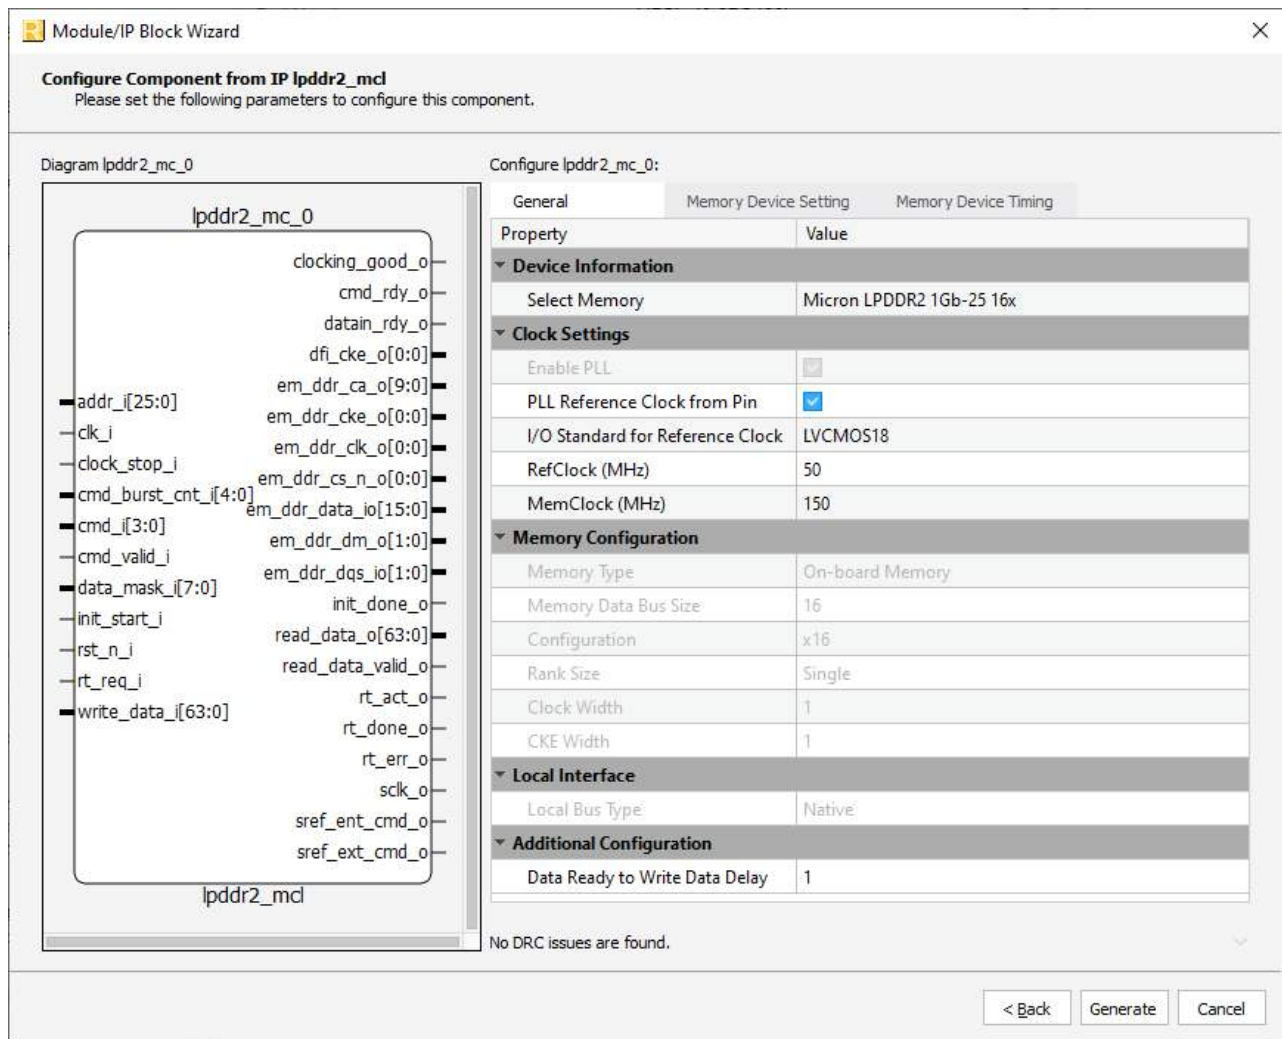 Module/IP Block Wizard
Configure Component from IP lpddr2_mcl
Please set the following parameters to configure this component.
Diagram lpddr2_mc_0
lpddr2_mc_0
addr_i[25:0]
clk_i
clock_stop_i
cmd_burst_cnt_i[4:0]
cmd_i[3:0]
cmd_valid_i
data_mask_i[7:0]
init_start_i
rst_n_i
rt_req_i
write_data_i[63:0]
clocking_good_o
cmd_rdy_o
datain_rdy_o
dfi_cke_o[0:0]
em_ddr_ca_o[9:0]
em_ddr_cke_o[0:0]
em_ddr_clk_o[0:0]
em_ddr_cs_n_o[0:0]
em_ddr_data_io[15:0]
em_ddr_dm_o[1:0]
em_ddr_dqs_io[1:0]
init_done_o
read_data_o[63:0]
read_data_valid_o
rt_act_o
rt_done_o
rt_err_o
sclk_o
sref_ent_cmd_o
sref_ext_cmd_o
lpddr2_mcl
Configure lpddr2_mc_0:
General Memory Device Setting Memory Device Timing
Property Value
Device Information
Select Memory Micron LPDDR2 1Gb-25 16x
Clock Settings
Enable PLL
PLL Reference Clock from Pin
I/O Standard for Reference Clock LVCMOS18
RefClock (MHz) 50
MemClock (MHz) 150
Memory Configuration
Memory Type On-board Memory
Memory Data Bus Size 16
Configuration x16
Rank Size Single
Clock Width 1
CKE Width 1
Local Interface
Local Bus Type Native
Additional Configuration
Data Ready to Write Data Delay 1
No DRC issues are found.
< Back Generate Cancel